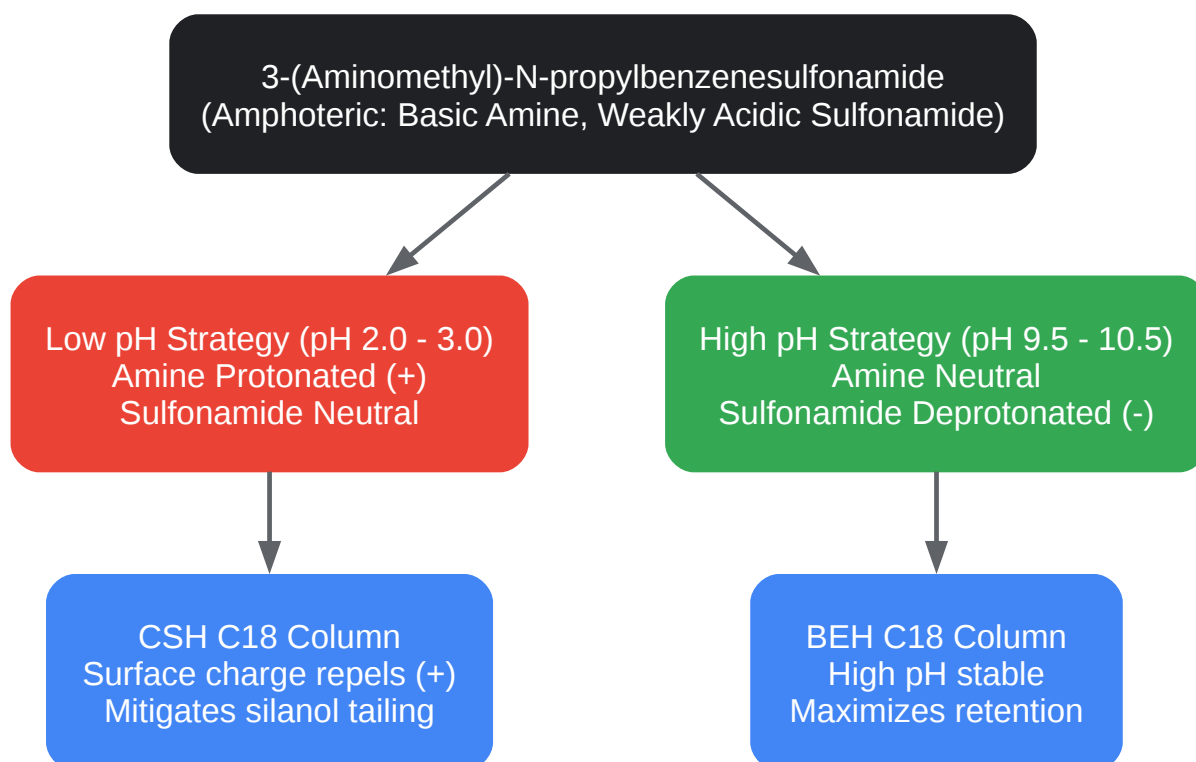 3-(Aminomethyl)-N-propylbenzenesulfonamide
(Amphoteric: Basic Amine, Weakly Acidic Sulfonamide)
Low pH Strategy (pH 2.0 - 3.0)
Amine Protonated (+)
Sulfonamide Neutral
High pH Strategy (pH 9.5 - 10.5)
Amine Neutral
Sulfonamide Deprotonated (-)
CSH C18 Column
Surface charge repels (+)
Mitigates silanol tailing
BEH C18 Column
High pH stable
Maximizes retention